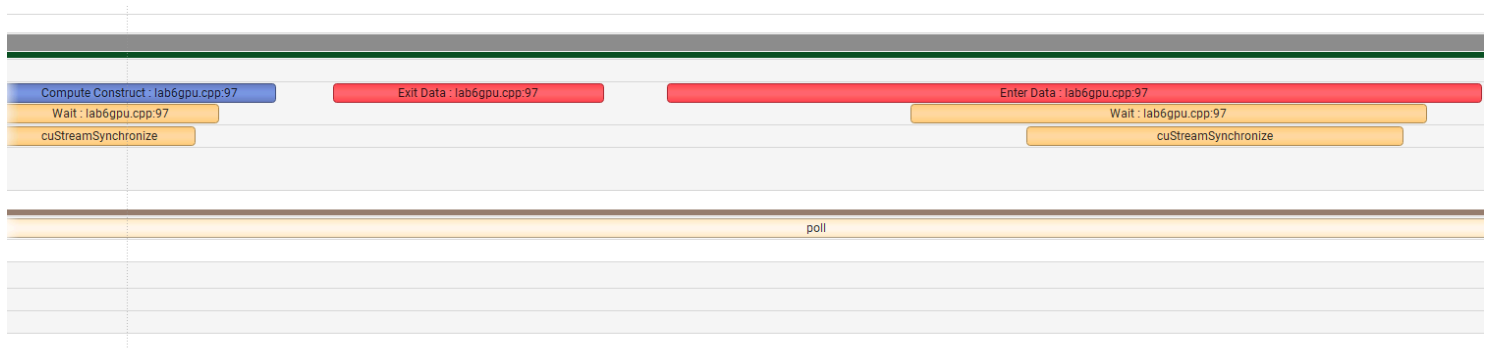 Compute Construct : lab6gpu.cpp:97
Exit Data : lab6gpu.cpp:97
Enter Data : lab6gpu.cpp:97
Wait : lab6gpu.cpp:97
Wait : lab6gpu.cpp:97
cuStreamSynchronize
cuStreamSynchronize
poll